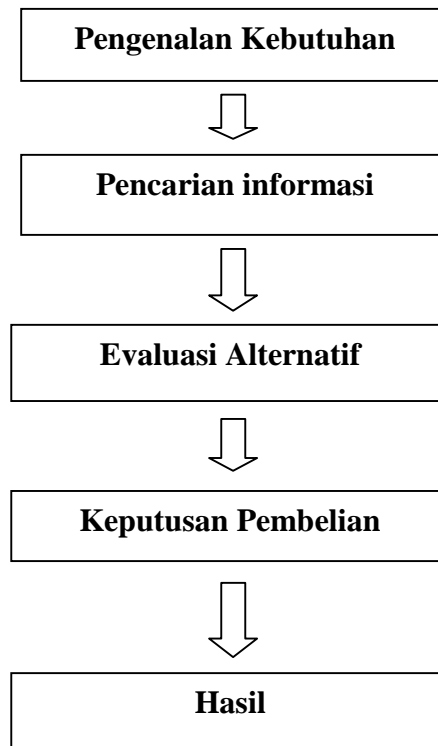 Pengenalan Kebutuhan
Pencarian informasi
Evaluasi Alternatif
Keputusan Pembelian
Hasil